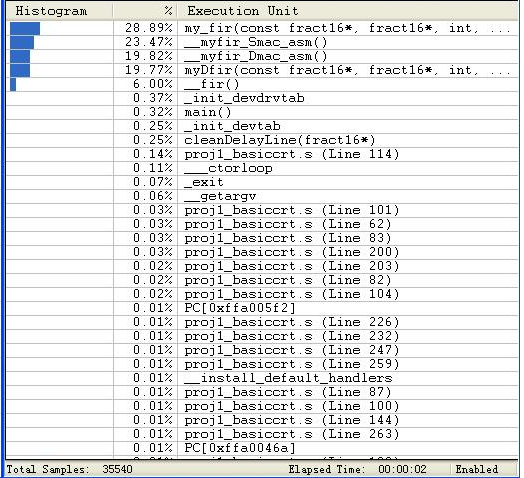 Histogram % Execution Unit
28.89% my_fir(const fract16*, fract16*, int, ...
23.47% __myfir_Smac_asm()
19.82% __myfir_Dmac_asm()
19.77% myDfir(const fract16*, fract16*, int, ...
6.00% __fir()
0.37% _init_devdrvtab
0.32% main()
0.25% _init_devtab
0.25% cleanDelayLine(fract16*)
0.14% proj1_basiccrt.s (Line 114)
0.11% ___ctorloop
0.07% _exit
0.06% __getargv
0.03% proj1_basiccrt.s (Line 101)
0.03% proj1_basiccrt.s (Line 62)
0.03% proj1_basiccrt.s (Line 83)
0.03% proj1_basiccrt.s (Line 200)
0.02% proj1_basiccrt.s (Line 203)
0.02% proj1_basiccrt.s (Line 82)
0.02% proj1_basiccrt.s (Line 104)
0.01% PC[0xffa005f2]
0.01% proj1_basiccrt.s (Line 226)
0.01% proj1_basiccrt.s (Line 232)
0.01% proj1_basiccrt.s (Line 247)
0.01% proj1_basiccrt.s (Line 259)
0.01% __install_default_handlers
0.01% proj1_basiccrt.s (Line 87)
0.01% proj1_basiccrt.s (Line 100)
0.01% proj1_basiccrt.s (Line 144)
0.01% proj1_basiccrt.s (Line 263)
0.01% PC[0xffa0046a]
Total Samples: 35540 Elapsed Time: 00:00:02 Enabled